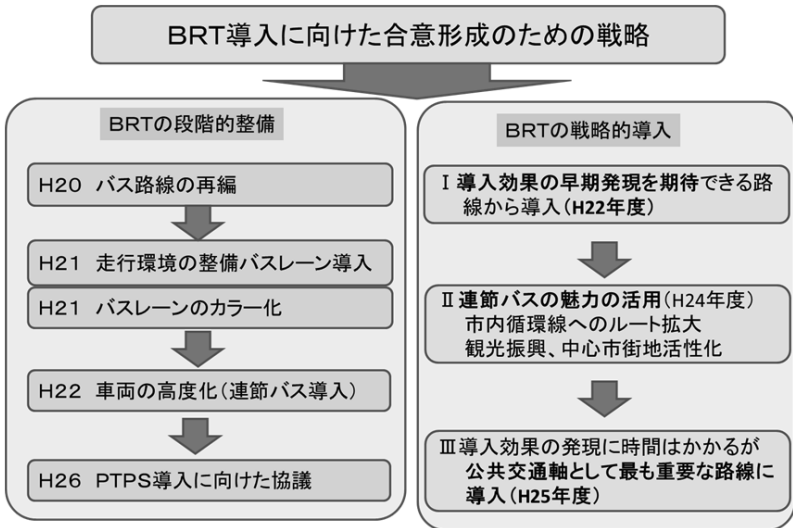 BRT導入に向けた合意形成のための戦略
BRTの段階的整備
H20 バス路線の再編
H21 走行環境の整備バスレーン導入
H21 バスレーンのカラー化
H22 車両の高度化(連節バス導入)
H26 PTPS導入に向けた協議
BRTの戦略的導入
Ⅰ導入効果の早期発現を期待できる路
線から導入(H22年度)
Ⅱ連節バスの魅力の活用(H24年度)
市内循環線へのルート拡大
観光振興、中心市街地活性化
Ⅲ導入効果の発現に時間はかかるが
公共交通軸として最も重要な路線に
導入(H25年度)